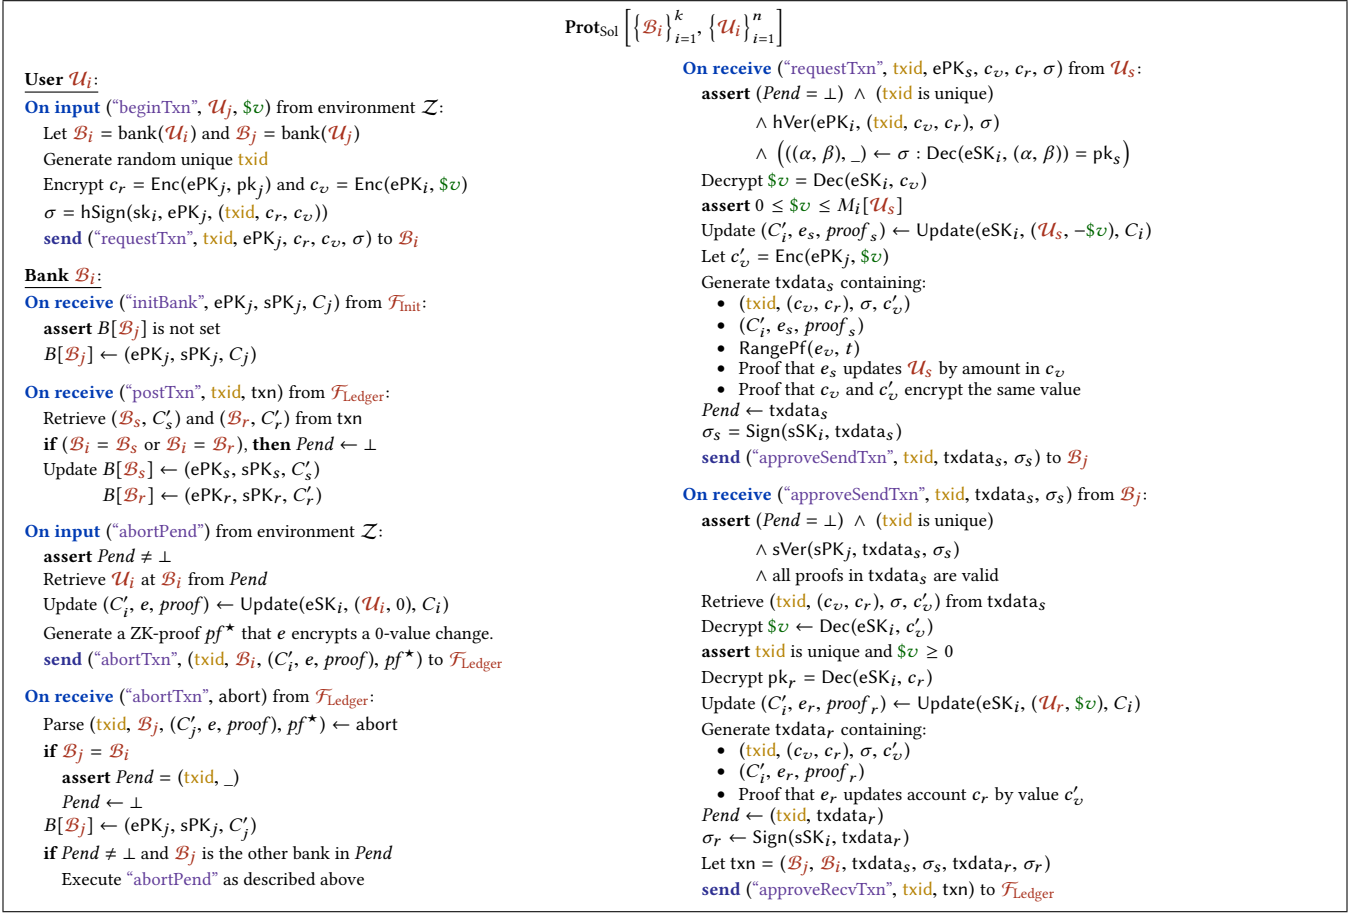 Prot_Sol [{ℬ_i}_{i=1}^k, {𝒰_i}_{i=1}^n]
User 𝒰_i:
On input (“beginTxn”, 𝒰_j, $v) from environment 𝒵:
Let ℬ_i = bank(𝒰_i) and ℬ_j = bank(𝒰_j)
Generate random unique txid
Encrypt c_r = Enc(ePK_j, pk_j) and c_v = Enc(ePK_i, $v)
σ = hSign(sk_i, ePK_j, (txid, c_r, c_v))
send (“requestTxn”, txid, ePK_j, c_r, c_v, σ) to ℬ_i
Bank ℬ_i:
On receive (“initBank”, ePK_j, sPK_j, C_j) from ℱ_Init:
assert B[ℬ_j] is not set
B[ℬ_j] ← (ePK_j, sPK_j, C_j)
On receive (“postTxn”, txid, txn) from ℱ_Ledger:
Retrieve (ℬ_s, C′_s) and (ℬ_r, C′_r) from txn
if (ℬ_i = ℬ_s or ℬ_i = ℬ_r), then Pend ← ⊥
Update B[ℬ_s] ← (ePK_s, sPK_s, C′_s)
B[ℬ_r] ← (ePK_r, sPK_r, C′_r)
On input (“abortPend”) from environment 𝒵:
assert Pend ≠ ⊥
Retrieve 𝒰_i at ℬ_i from Pend
Update (C′_i, e, proof) ← Update(eSK_i, (𝒰_i, 0), C_i)
Generate a ZK-proof pf★ that e encrypts a 0-value change.
send (“abortTxn”, (txid, ℬ_i, (C′_i, e, proof), pf★) to ℱ_Ledger
On receive (“abortTxn”, abort) from ℱ_Ledger:
Parse (txid, ℬ_j, (C′_j, e, proof), pf★) ← abort
if ℬ_j = ℬ_i
assert Pend = (txid, _)
Pend ← ⊥
B[ℬ_j] ← (ePK_j, sPK_j, C′_j)
if Pend ≠ ⊥ and ℬ_j is the other bank in Pend
Execute “abortPend” as described above
On receive (“requestTxn”, txid, ePK_s, c_v, c_r, σ) from 𝒰_s:
assert (Pend = ⊥) ∧ (txid is unique)
∧ hVer(ePK_i, (txid, c_v, c_r), σ)
∧ (((α, β), _) ← σ : Dec(eSK_i, (α, β)) = pk_s)
Decrypt $v = Dec(eSK_i, c_v)
assert 0 ≤ $v ≤ M_i[𝒰_s]
Update (C′_i, e_s, proof_s) ← Update(eSK_i, (𝒰_s, −$v), C_i)
Let c′_v = Enc(ePK_j, $v)
Generate txdata_s containing:
• (txid, (c_v, c_r), σ, c′_v)
• (C′_i, e_s, proof_s)
• RangePf(e_v, t)
• Proof that e_s updates 𝒰_s by amount in c_v
• Proof that c_v and c′_v encrypt the same value
Pend ← txdata_s
σ_s = Sign(sSK_i, txdata_s)
send (“approveSendTxn”, txid, txdata_s, σ_s) to ℬ_j
On receive (“approveSendTxn”, txid, txdata_s, σ_s) from ℬ_j:
assert (Pend = ⊥) ∧ (txid is unique)
∧ sVer(sPK_j, txdata_s, σ_s)
∧ all proofs in txdata_s are valid
Retrieve (txid, (c_v, c_r), σ, c′_v) from txdata_s
Decrypt $v ← Dec(eSK_i, c′_v)
assert txid is unique and $v ≥ 0
Decrypt pk_r = Dec(eSK_i, c_r)
Update (C′_i, e_r, proof_r) ← Update(eSK_i, (𝒰_r, $v), C_i)
Generate txdata_r containing:
• (txid, (c_v, c_r), σ, c′_v)
• (C′_i, e_r, proof_r)
• Proof that e_r updates account c_r by value c′_v
Pend ← (txid, txdata_r)
σ_r ← Sign(sSK_i, txdata_r)
Let txn = (ℬ_j, ℬ_i, txdata_s, σ_s, txdata_r, σ_r)
send (“approveRecvTxn”, txid, txn) to ℱ_Ledger